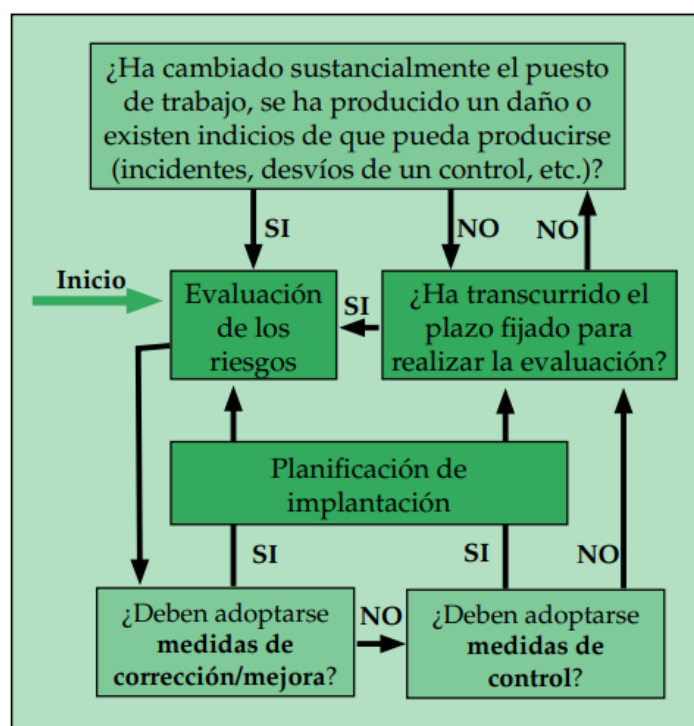 ¿Ha cambiado sustancialmente el puesto
de trabajo, se ha producido un daño o
existen indicios de que pueda producirse
(incidentes, desvíos de un control, etc.)?
SI
NO
NO
Inicio
Evaluación
de los
riesgos
SI
¿Ha transcurrido el
plazo fijado para
realizar la evaluación?
Planificación de
implantación
SI
SI
NO
¿Deben adoptarse
medidas de
corrección/mejora?
NO
¿Deben adoptarse
medidas de
control?